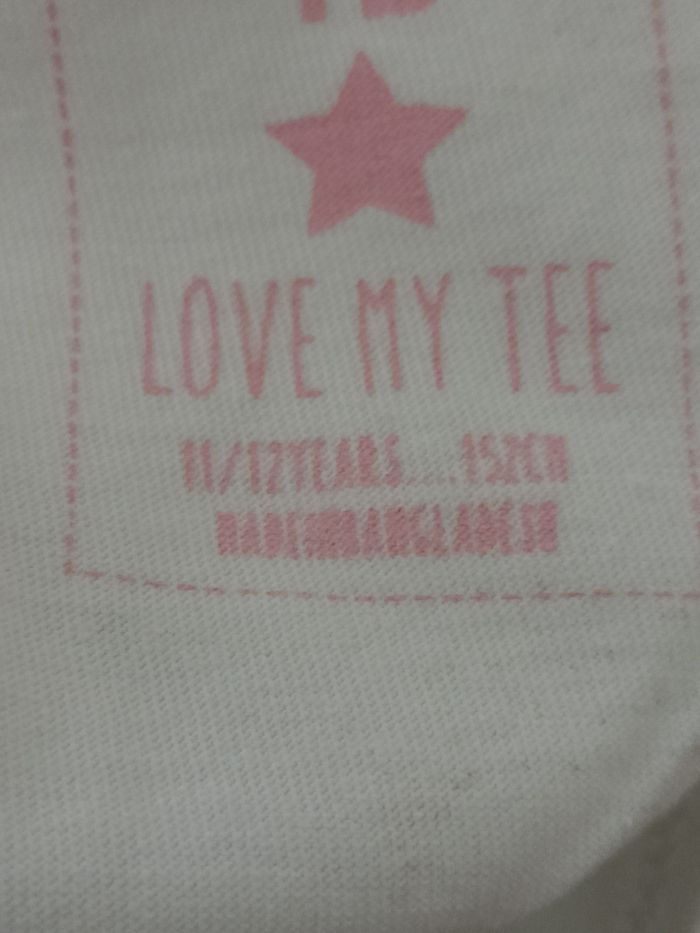 LOVE MY TEE
11/12YEARS....152CM
MADEINBANGLADESH